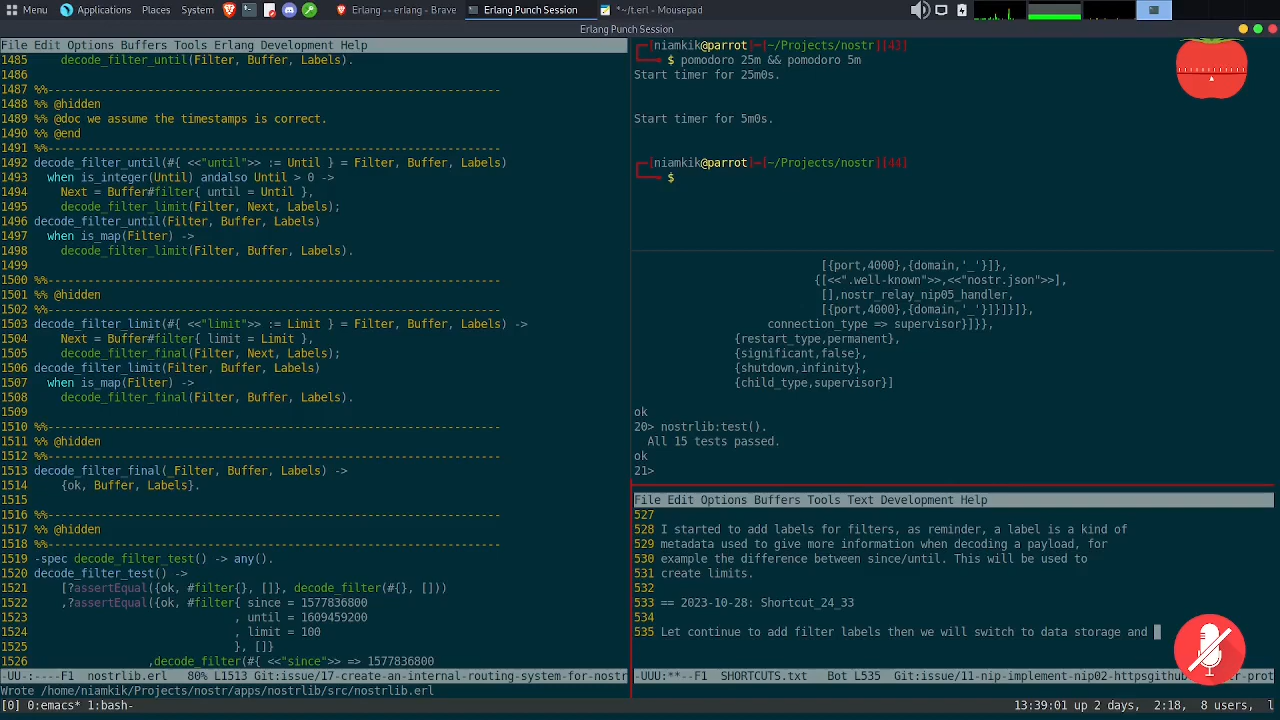 Menu Applications Places System Erlang -- erlang - Brave Erlang Punch Session *~/t.erl - Mousepad
Erlang Punch Session
File Edit Options Buffers Tools Erlang Development Help
1485 decode_filter_until(Filter, Buffer, Labels).
1486
1487 %%--------------------------------------------------------------------
1488 %% @hidden
1489 %% @doc we assume the timestamps is correct.
1490 %% @end
1491 %%--------------------------------------------------------------------
1492 decode_filter_until(#{ <<"until">> := Until } = Filter, Buffer, Labels)
1493 when is_integer(Until) andalso Until > 0 ->
1494 Next = Buffer#filter{ until = Until },
1495 decode_filter_limit(Filter, Next, Labels);
1496 decode_filter_until(Filter, Buffer, Labels)
1497 when is_map(Filter) ->
1498 decode_filter_limit(Filter, Buffer, Labels).
1499
1500 %%--------------------------------------------------------------------
1501 %% @hidden
1502 %%--------------------------------------------------------------------
1503 decode_filter_limit(#{ <<"limit">> := Limit } = Filter, Buffer, Labels) ->
1504 Next = Buffer#filter{ limit = Limit },
1505 decode_filter_final(Filter, Next, Labels);
1506 decode_filter_limit(Filter, Buffer, Labels)
1507 when is_map(Filter) ->
1508 decode_filter_final(Filter, Buffer, Labels).
1509
1510 %%--------------------------------------------------------------------
1511 %% @hidden
1512 %%--------------------------------------------------------------------
1513 decode_filter_final(_Filter, Buffer, Labels) ->
1514 {ok, Buffer, Labels}.
1515
1516 %%--------------------------------------------------------------------
1517 %% @hidden
1518 %%--------------------------------------------------------------------
1519 -spec decode_filter_test() -> any().
1520 decode_filter_test() ->
1521 [?assertEqual({ok, #filter{}, []}, decode_filter(#{}, []))
1522 ,?assertEqual({ok, #filter{ since = 1577836800
1523 , until = 1609459200
1524 , limit = 100
1525 }, []}
1526 ,decode_filter(#{ <<"since">> => 1577836800
-UU-:----F1 nostrlib.erl 80% L1513 Git:issue/17-create-an-internal-routing-system-for-nostr
Wrote /home/niamkik/Projects/nostr/apps/nostrlib/src/nostrlib.erl
[niamkik@parrot]─[~/Projects/nostr][43]
$ pomodoro 25m && pomodoro 5m
Start timer for 25m0s.
Start timer for 5m0s.
[niamkik@parrot]─[~/Projects/nostr][44]
$
[{port,4000},{domain,'_'}]},
{[<<".well-known">>,<<"nostr.json">>],
[],nostr_relay_nip05_handler,
[{port,4000},{domain,'_'}]}]}]},
connection_type => supervisor}]}},
{restart_type,permanent},
{significant,false},
{shutdown,infinity},
{child_type,supervisor}]
ok
20> nostrlib:test().
All 15 tests passed.
ok
21>
File Edit Options Buffers Tools Text Development Help
527
528 I started to add labels for filters, as reminder, a label is a kind of
529 metadata used to give more information when decoding a payload, for
530 example the difference between since/until. This will be used to
531 create limits.
532
533 == 2023-10-28: Shortcut_24_33
534
535 Let continue to add filter labels then we will switch to data storage and
-UUU:**--F1 SHORTCUTS.txt Bot L535 Git:issue/11-nip-implement-nip02-httpsgithub
[0] 0:emacs* 1:bash- 13:39:01 up 2 days, 2:18, 8 users, l